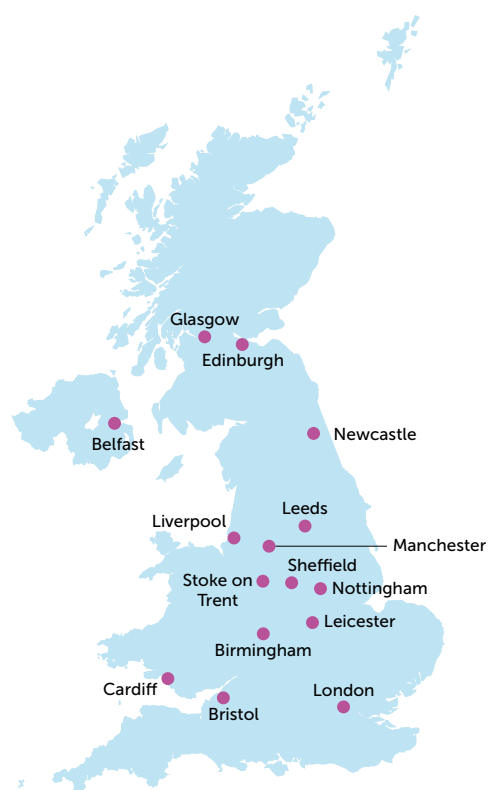 Glasgow
Edinburgh
Belfast
Newcastle
Leeds
Liverpool
Manchester
Sheffield
Stoke on
Trent
Nottingham
Leicester
Birmingham
Cardiff
London
Bristol